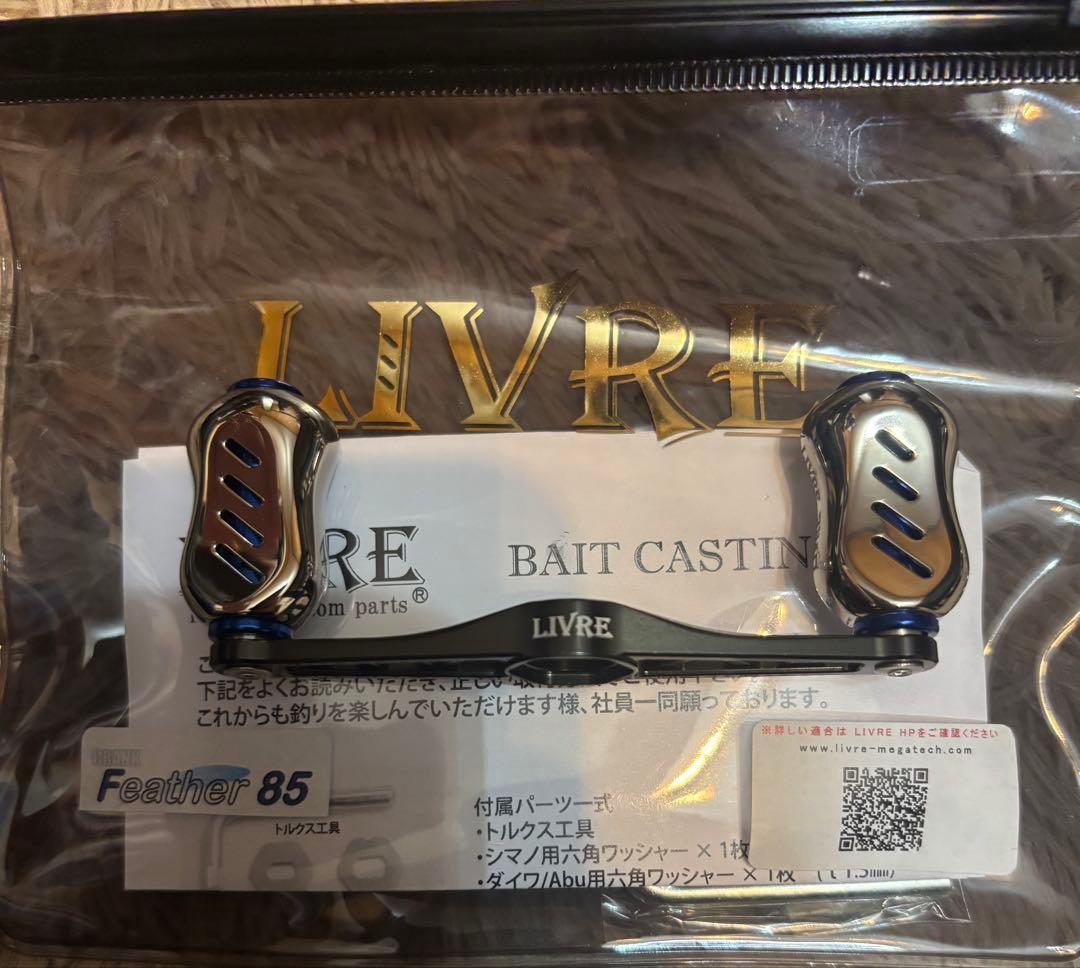 LIVRE
RE
BAIT CASTIN
om parts®
LIVRE
下記をよくお読みいただき、正しい
これからも釣りを楽しんでいただけます様、社員一同願っております。
※詳しい適合は LIVRE HPをご確認ください
www.livre-megatech.com
CRANK
Feather 85
トルクス工具
付属パーツ一式
・トルクス工具
・シマノ用六角ワッシャー × 1枚
・ダイワ/Abu用六角ワッシャー × 1枚 (t1.5mm)